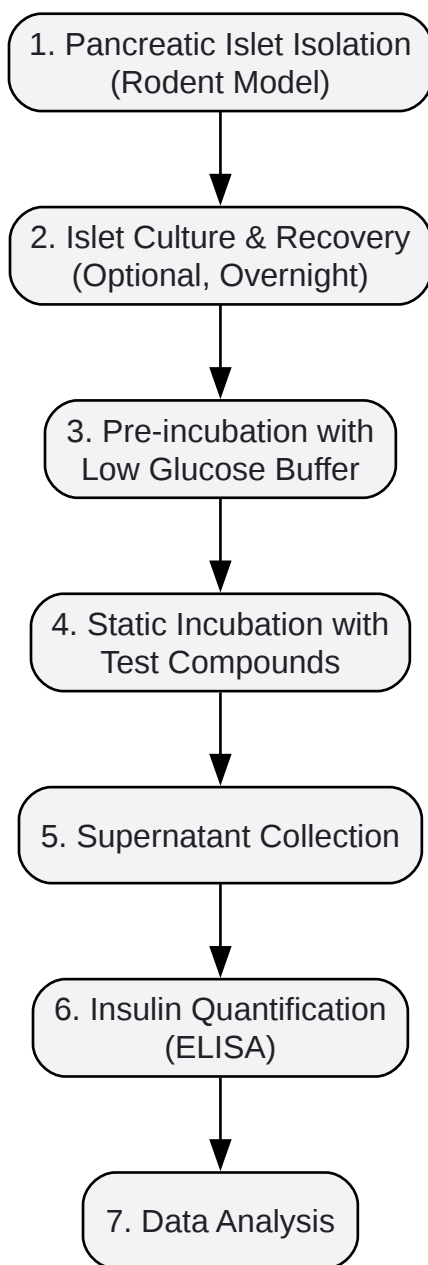 1. Pancreatic Islet Isolation
(Rodent Model)
2. Islet Culture & Recovery
(Optional, Overnight)
3. Pre-incubation with
Low Glucose Buffer
4. Static Incubation with
Test Compounds
5. Supernatant Collection
6. Insulin Quantification
(ELISA)
7. Data Analysis